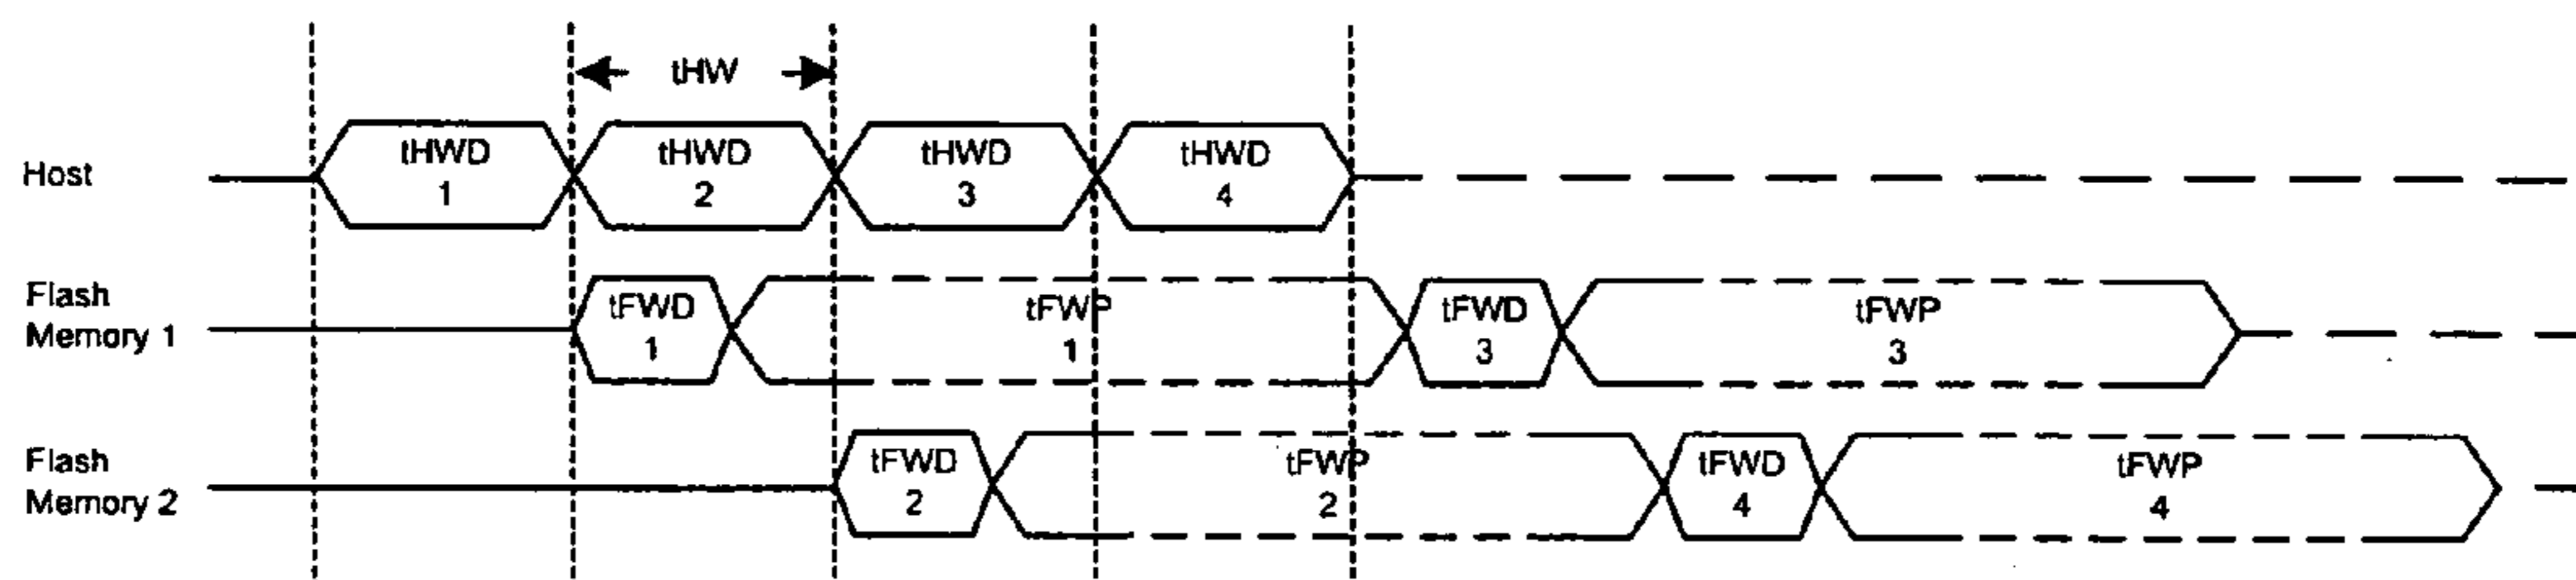 tHW
Host
tHWD
1
tHWD
2
tHWD
3
tHWD
4
Flash
Memory 1
tFWD
1
tFWP
1
tFWD
3
tFWP
3
Flash
Memory 2
tFWD
2
tFWP
2
tFWD
4
tFWP
4